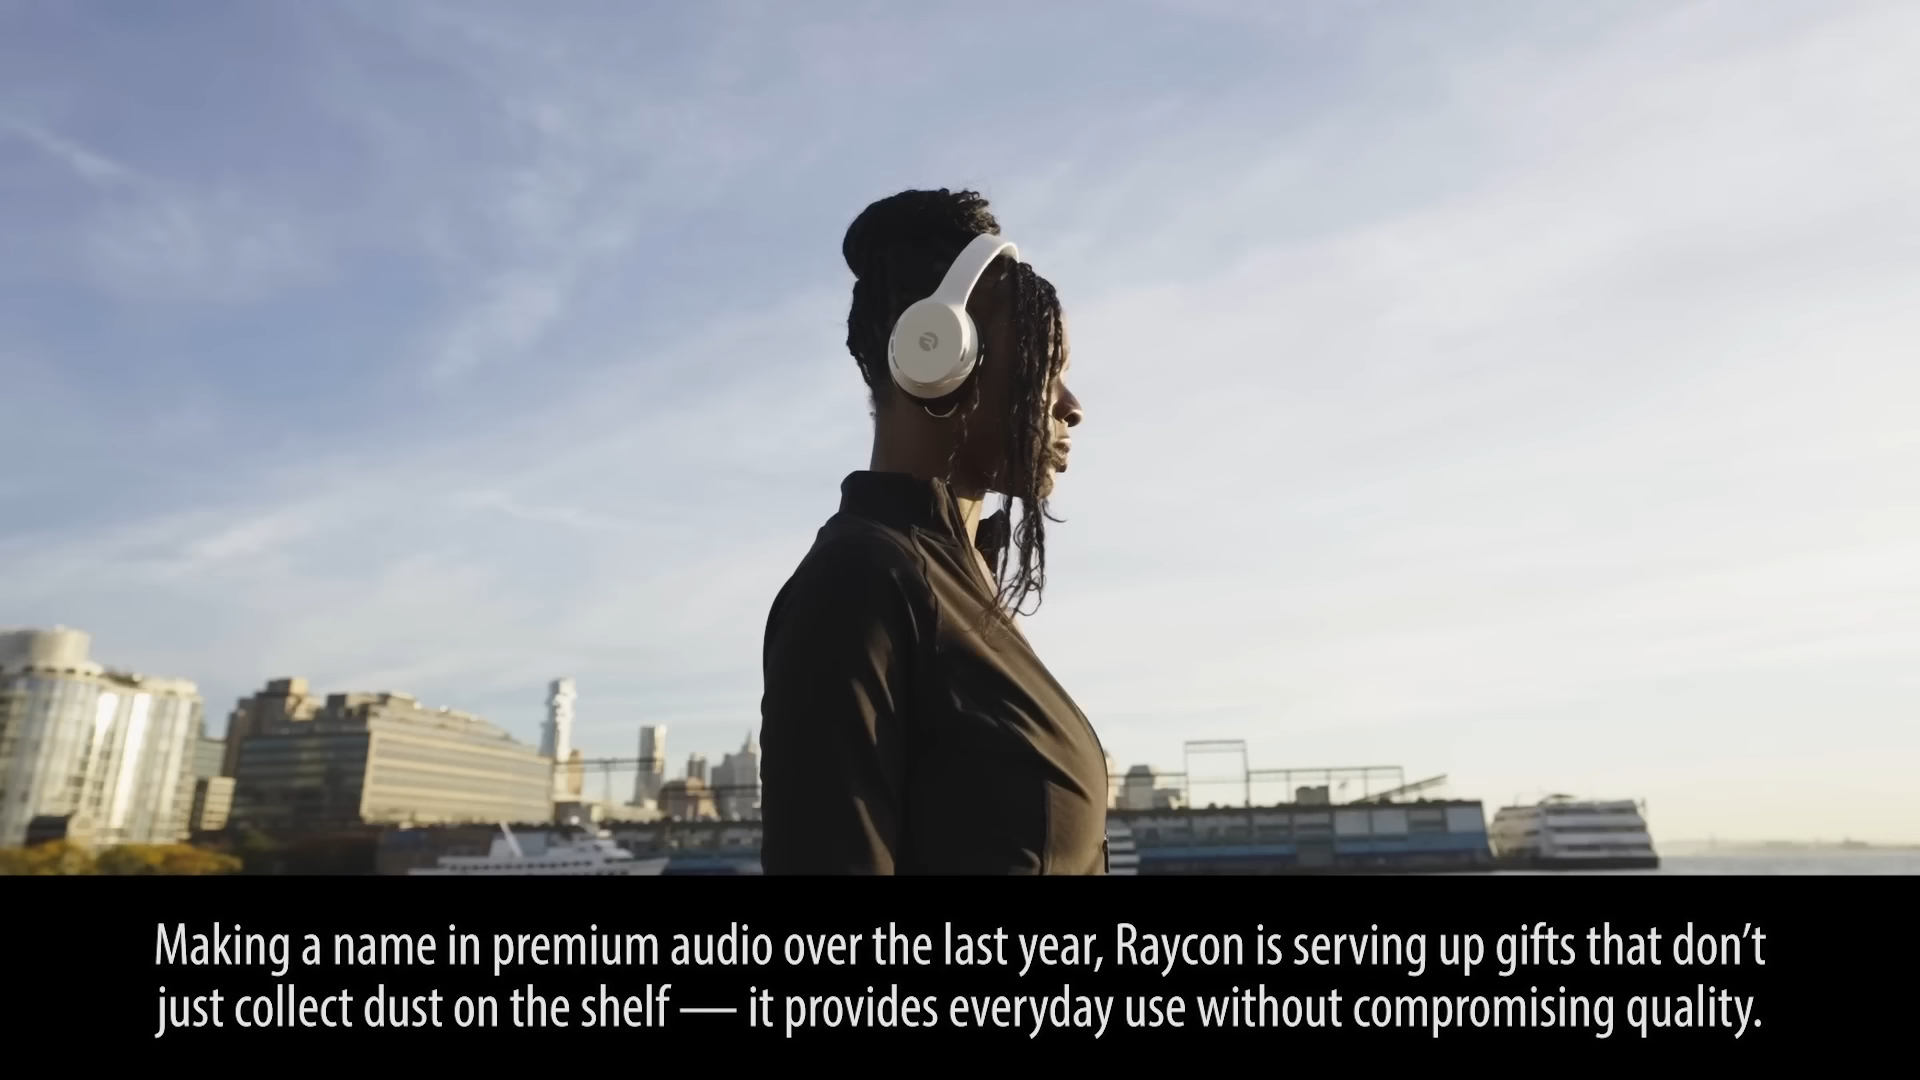 Making a name in premium audio over the last year, Raycon is serving up gifts that don’t
just collect dust on the shelf — it provides everyday use without compromising quality.